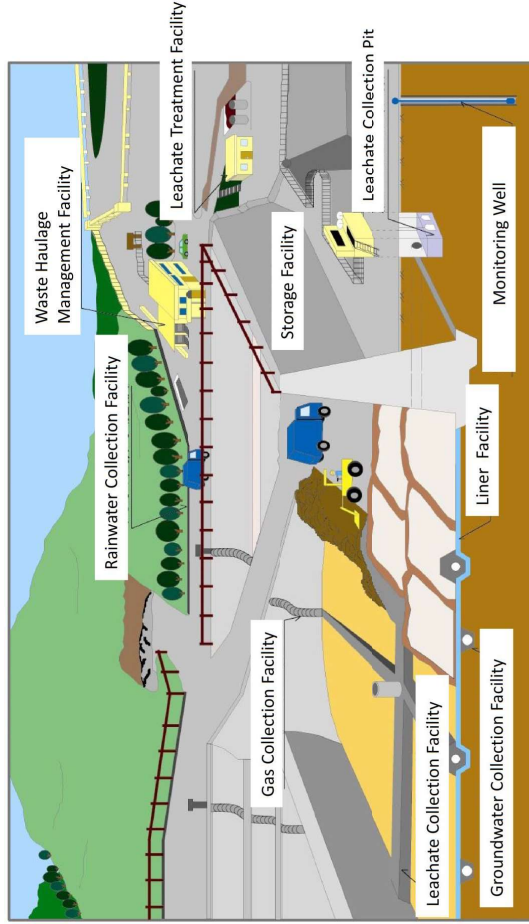 Waste Haulage
Management Facility
Rainwater Collection Facility
Leachate Treatment Facility
Gas Collection Facility
Storage Facility
Leachate Collection Pit
Leachate Collection Facility
Groundwater Collection Facility
Liner Facility
Monitoring Well